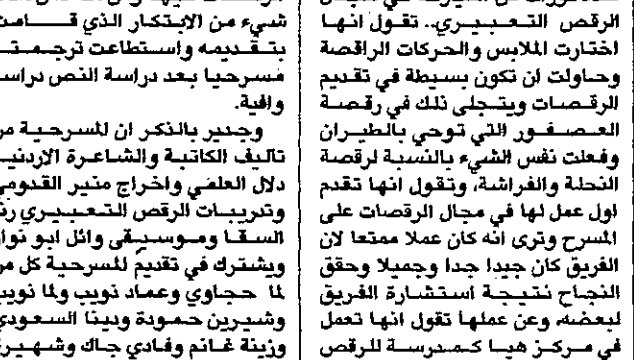 الرقص التعبيري.. تقول انها
اختارت الملابس والحركات الراقصة
وحاولت ان تكون بسيطة في تقديم
الرقصات ويتجلى ذلك في رقصة
العصفور التي توحي بالطيران
وفعلت نفس الشيء بالنسبة لرقصة
النحلة والفراشة، وتقول انها تقدم
اول عمل لها في مجال الرقصات على
المسرح وترى انه كان عملا ممتعا لان
الفريق كان جيدا جدا وجميلا وحقق
النجاح نتيجة استشارة الفريق
لبعضه، وعن عملها تقول انها تعمل
في مركز هيا كمدرسة للرقص
شيء من الابتكار الذي قامت
بتقديمه واستطاعت ترجمته
مسرحيا بعد دراسة النص دراسة
وافية.
وجدير بالذكر ان المسرحية من
تاليف الكاتبة والشاعرة الاردنية
دلال العلمي واخراج منير القدومي
وتدريبات الرقص التعبيري
السقا وموسيقى وائل ابو نوار
ويشترك في تقديم للمسرحية كل من
لما حجاوي وعماد نويب ولما نويب
وشيرين حمودة ودينا السعودي
وزينة غانم وفادي جاك وشهيرة